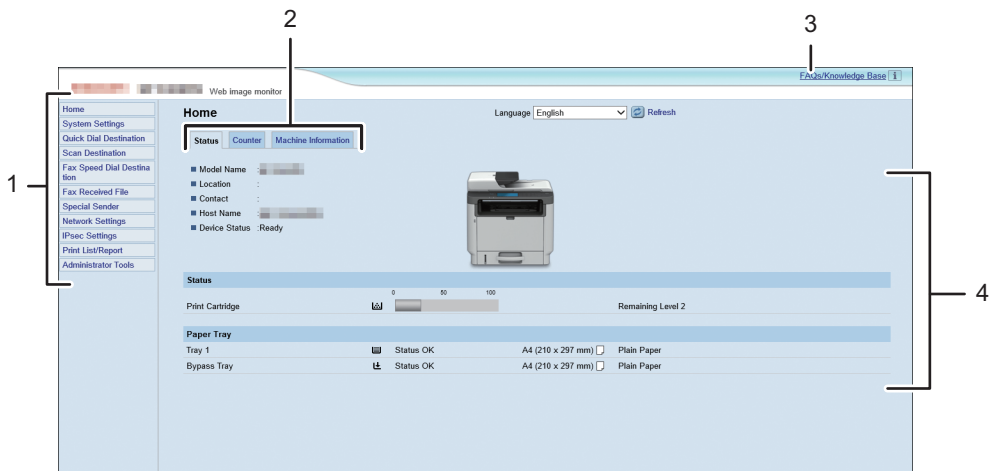 2
3
FAQs/Knowledge Base
Web image monitor
1
Home
System Settings
Quick Dial Destination
Scan Destination
Fax Speed Dial Destina
tion
Fax Received File
Special Sender
Network Settings
IPsec Settings
Print List/Report
Administrator Tools
Home
Language English Refresh
Status Counter Machine Information
Model Name :
Location :
Contact :
Host Name :
Device Status :Ready
4
Status
0 50 100
Print Cartridge Remaining Level 2
Paper Tray
Tray 1 Status OK A4 (210 x 297 mm) Plain Paper
Bypass Tray Status OK A4 (210 x 297 mm) Plain Paper